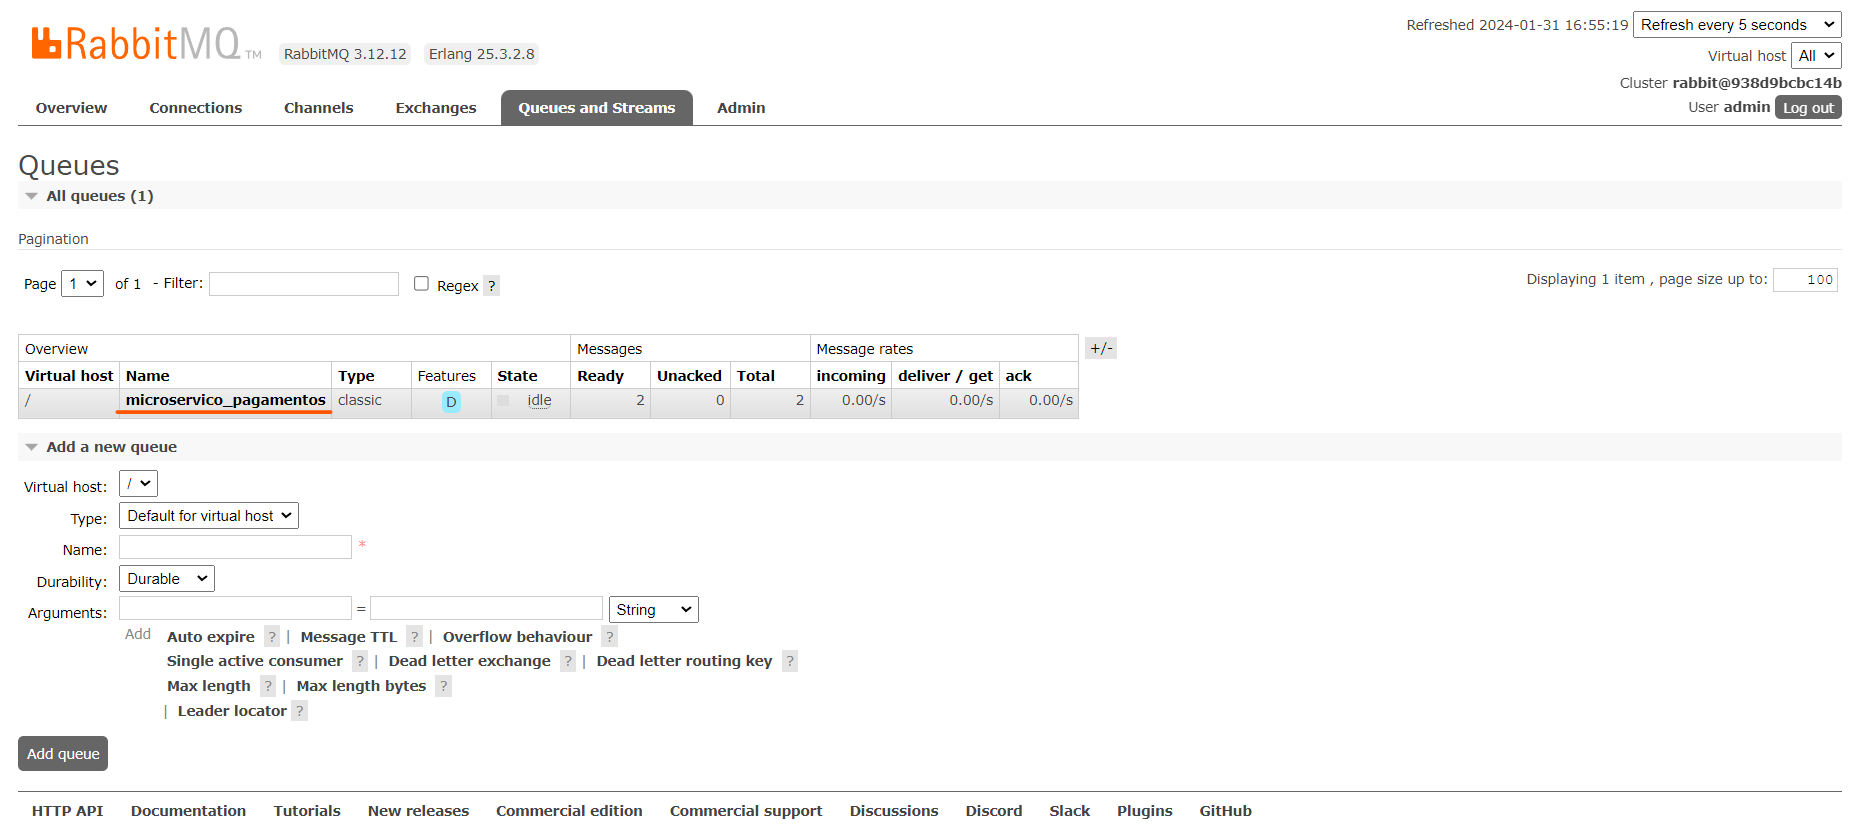 Refreshed 2024-01-31 16:55:19 Refresh every 5 seconds
RabbitMQ TM RabbitMQ 3.12.12 Erlang 25.3.2.8
Virtual host All
Cluster rabbit@938d9bcbc14b
User admin Log out
Overview Connections Channels Exchanges Queues and Streams Admin
Queues
All queues (1)
Pagination
Page 1 of 1 - Filter: Regex ? Displaying 1 item , page size up to: 100
Overview Messages Message rates +/-
Virtual host Name Type Features State Ready Unacked Total incoming deliver / get ack
/ microservico_pagamentos classic D idle 2 0 2 0.00/s 0.00/s 0.00/s
Add a new queue
Virtual host: /
Type: Default for virtual host
Name: *
Durability: Durable
Arguments: = String
Add Auto expire ? | Message TTL ? | Overflow behaviour ?
Single active consumer ? | Dead letter exchange ? | Dead letter routing key ?
Max length ? | Max length bytes ?
| Leader locator ?
Add queue
HTTP API Documentation Tutorials New releases Commercial edition Commercial support Discussions Discord Slack Plugins GitHub